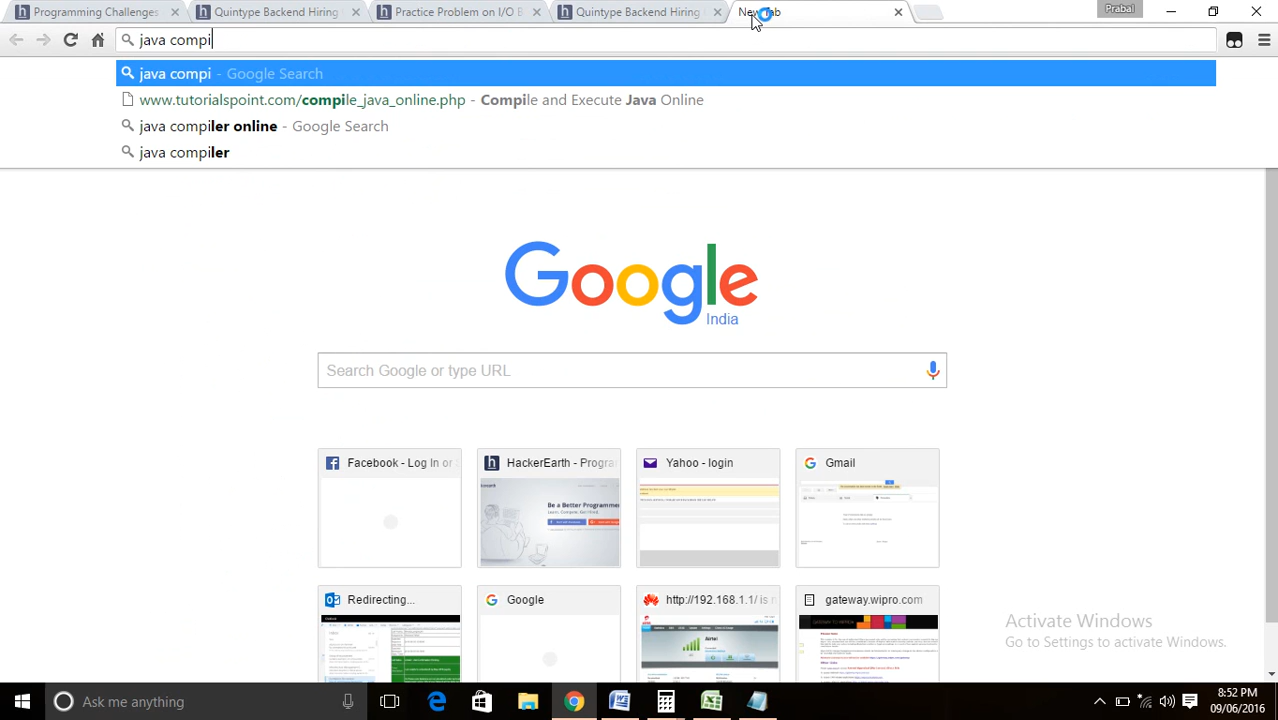 Programming Challenges
Quintype Backend Hiring
Practice Problem on I/O B
Quintype Backend Hiring
New Tab
Prabal
java compi
java compi - Google Search
www.tutorialspoint.com/compile_java_online.php - Compile and Execute Java Online
java compiler online - Google Search
java compiler
Google
India
Search Google or type URL
Facebook - Log In or
HackerEarth - Progra
Yahoo - login
Gmail
Be a Better Programmer
Redirecting...
Google
http://192.168.1.1/ is n
gateway.wipro.com
Activate Windows
Go to Settings to activate Windows.
Ask me anything
8:52 PM
09/06/2016